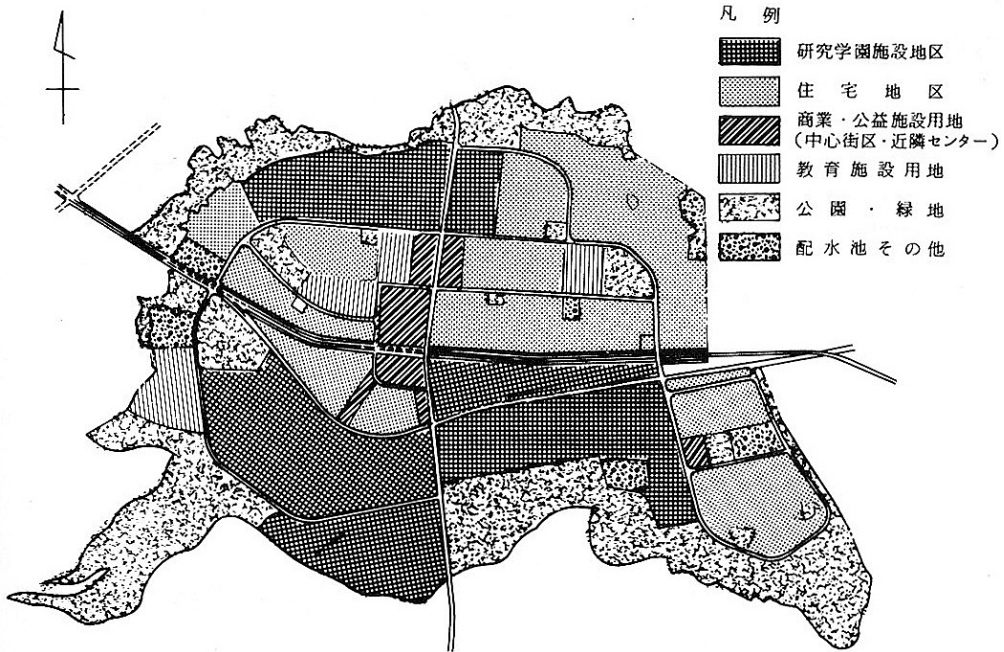 凡例
研究学園施設地区
住宅地区
商業・公益施設用地
(中心街区・近隣センター)
教育施設用地
公園・緑地
配水池その他